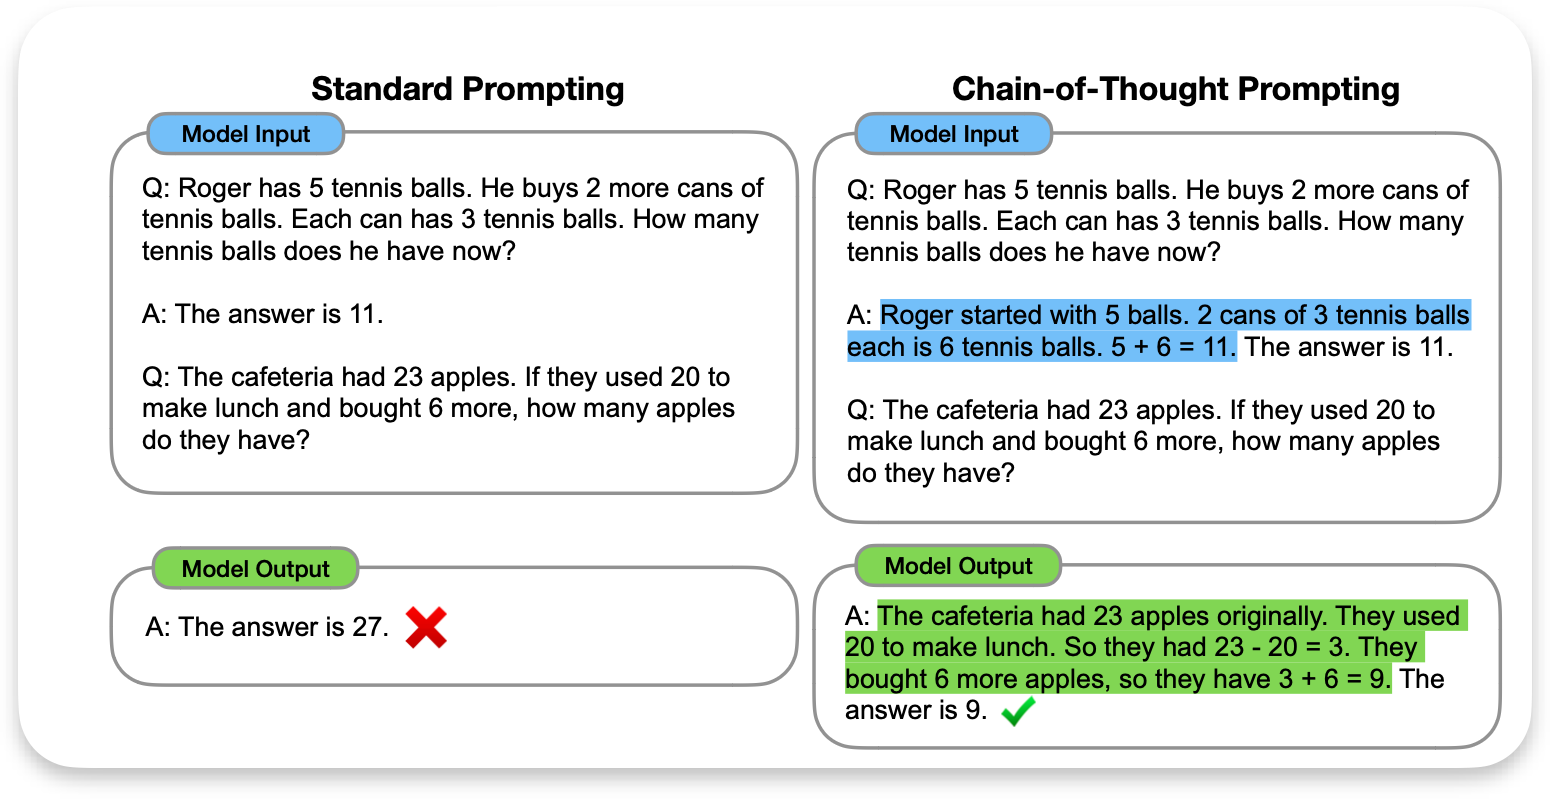 Standard Prompting
Model Input
Q: Roger has 5 tennis balls. He buys 2 more cans of
tennis balls. Each can has 3 tennis balls. How many
tennis balls does he have now?
A: The answer is 11.
Q: The cafeteria had 23 apples. If they used 20 to
make lunch and bought 6 more, how many apples
do they have?
Model Output
A: The answer is 27.
Chain-of-Thought Prompting
Model Input
Q: Roger has 5 tennis balls. He buys 2 more cans of
tennis balls. Each can has 3 tennis balls. How many
tennis balls does he have now?
A: Roger started with 5 balls. 2 cans of 3 tennis balls
each is 6 tennis balls. 5 + 6 = 11. The answer is 11.
Q: The cafeteria had 23 apples. If they used 20 to
make lunch and bought 6 more, how many apples
do they have?
Model Output
A: The cafeteria had 23 apples originally. They used
20 to make lunch. So they had 23 - 20 = 3. They
bought 6 more apples, so they have 3 + 6 = 9. The
answer is 9.